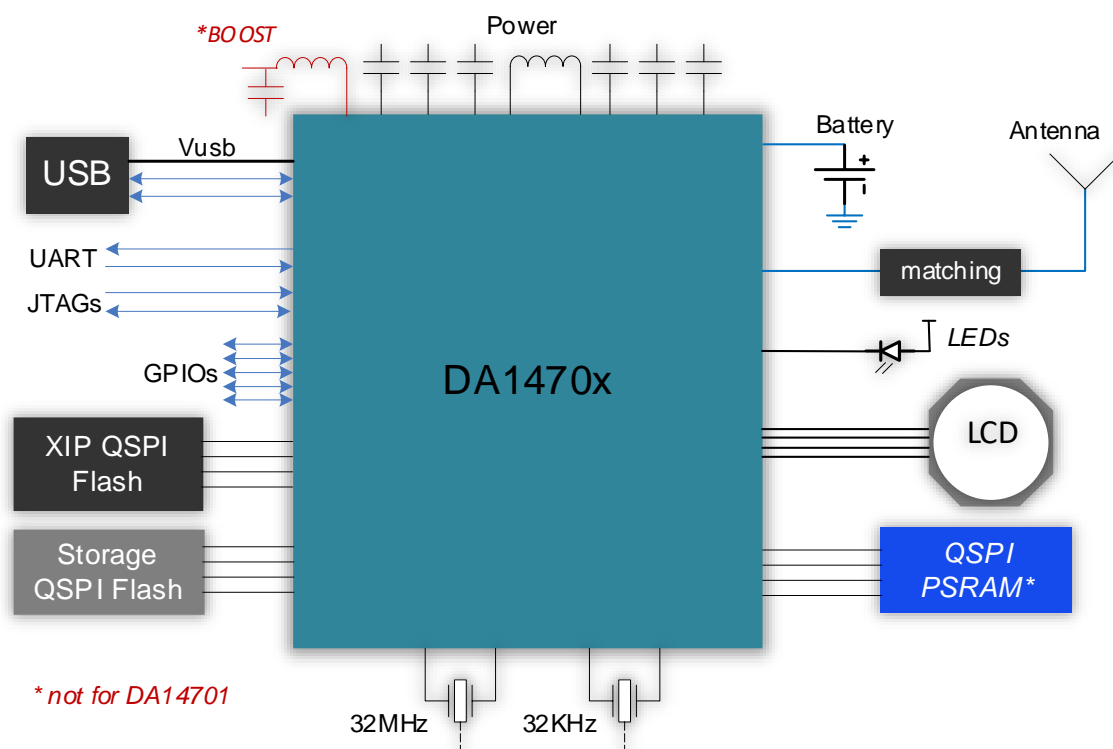 *BOOST
Power
Battery
Antenna
Vusb
USB
UART
JTAGs
GPIOs
matching
LEDs
DA1470x
LCD
XIP QSPI
Flash
Storage
QSPI Flash
QSPI
PSRAM*
* not for DA14701
32MHz
32KHz